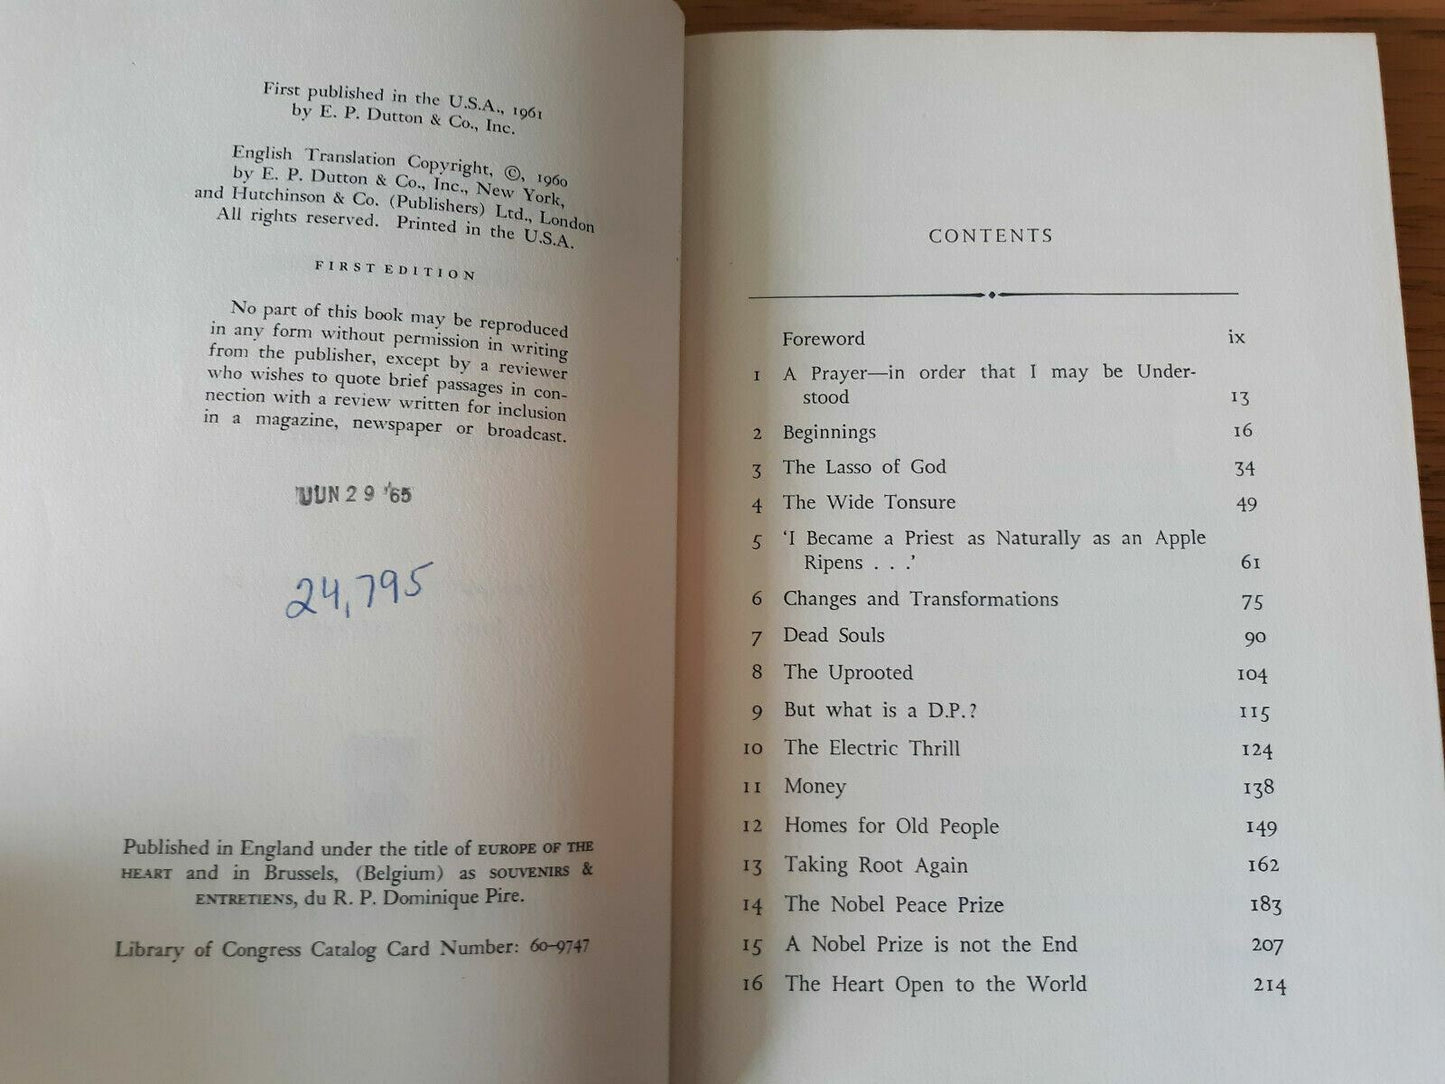 First published in the U.S.A., 1961
by E. P. Dutton & Co., Inc.
English Translation Copyright, ©, 1960
by E. P. Dutton & Co., Inc., New York,
and Hutchinson & Co. (Publishers) Ltd., London
All rights reserved. Printed in the U.S.A.
FIRST EDITION
No part of this book may be reproduced
in any form without permission in writing
from the publisher, except by a reviewer
who wishes to quote brief passages in con-
nection with a review written for inclusion
in a magazine, newspaper or broadcast.
JUN 29 '65
24,795
Published in England under the title of EUROPE OF THE
HEART and in Brussels, (Belgium) as SOUVENIRS &
ENTRETIENS, du R. P. Dominique Pire.
Library of Congress Catalog Card Number: 60-9747
CONTENTS
Foreword ix
1 A Prayer—in order that I may be Under-
stood 13
2 Beginnings 16
3 The Lasso of God 34
4 The Wide Tonsure 49
5 'I Became a Priest as Naturally as an Apple
Ripens . . .' 61
6 Changes and Transformations 75
7 Dead Souls 90
8 The Uprooted 104
9 But what is a D.P.? 115
10 The Electric Thrill 124
11 Money 138
12 Homes for Old People 149
13 Taking Root Again 162
14 The Nobel Peace Prize 183
15 A Nobel Prize is not the End 207
16 The Heart Open to the World 214